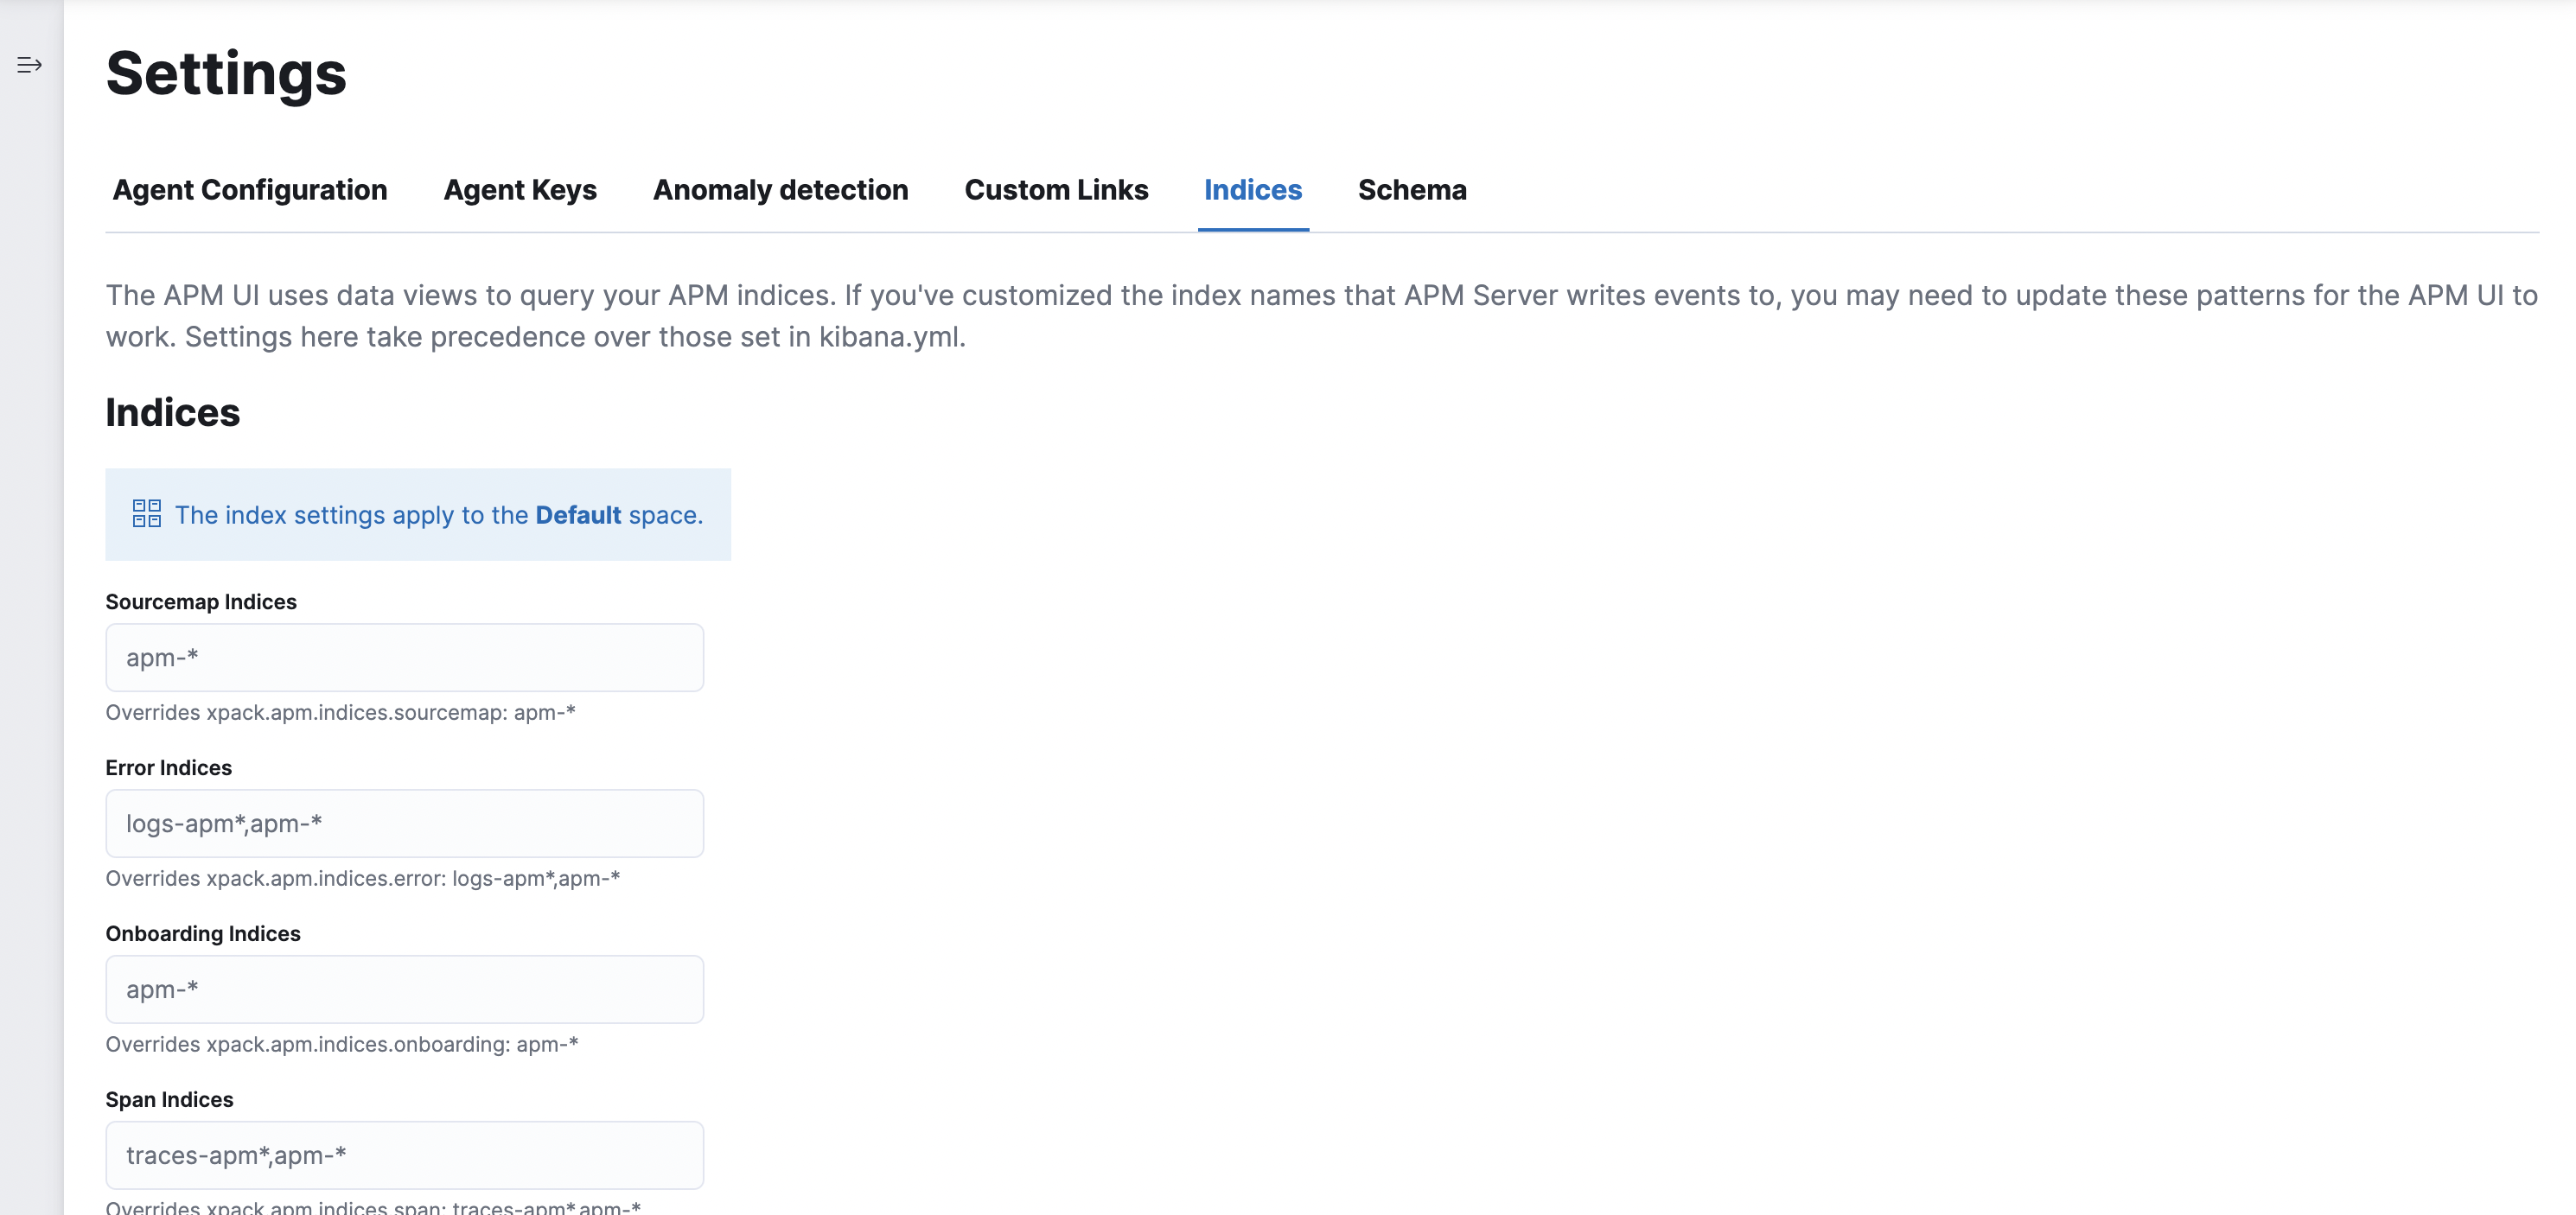 Settings
Agent Configuration Agent Keys Anomaly detection Custom Links Indices Schema
The APM UI uses data views to query your APM indices. If you've customized the index names that APM Server writes events to, you may need to update these patterns for the APM UI to
work. Settings here take precedence over those set in kibana.yml.
Indices
The index settings apply to the Default space.
Sourcemap Indices
apm-*
Overrides xpack.apm.indices.sourcemap: apm-*
Error Indices
logs-apm*,apm-*
Overrides xpack.apm.indices.error: logs-apm*,apm-*
Onboarding Indices
apm-*
Overrides xpack.apm.indices.onboarding: apm-*
Span Indices
traces-apm*,apm-*
Overrides xpack.apm.indices.span: traces-apm*,apm-*